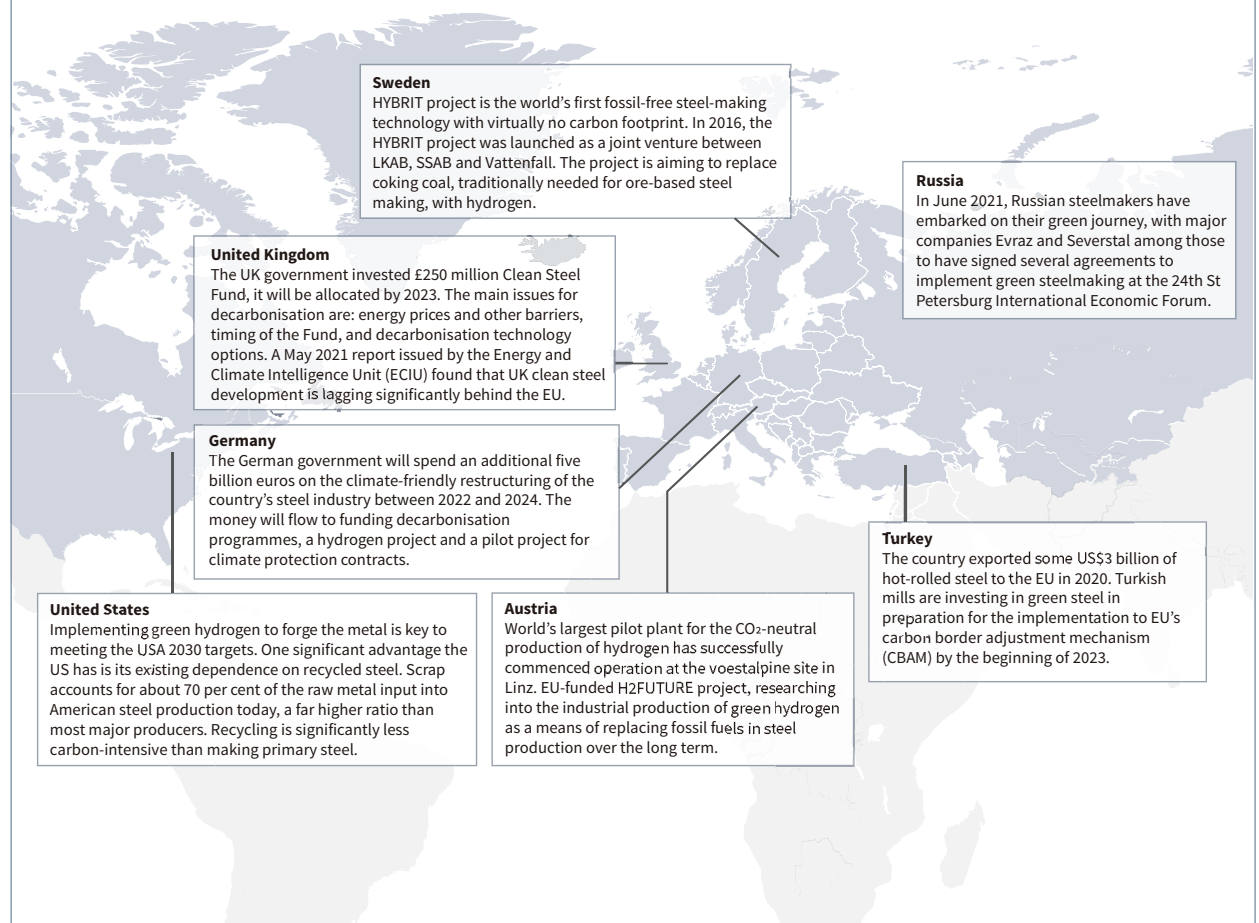 Sweden
HYBRIT project is the world's first fossil-free steel-making
technology with virtually no carbon footprint. In 2016, the
HYBRIT project was launched as a joint venture between
LKAB, SSAB and Vattenfall. The project is aiming to replace
coking coal, traditionally needed for ore-based steel
making, with hydrogen.
Russia
In June 2021, Russian steelmakers have
embarked on their green journey, with major
companies Evraz and Severstal among those
to have signed several agreements to
implement green steelmaking at the 24th St
Petersburg International Economic Forum.
United Kingdom
The UK government invested £250 million Clean Steel
Fund, it will be allocated by 2023. The main issues for
decarbonisation are: energy prices and other barriers,
timing of the Fund, and decarbonisation technology
options. A May 2021 report issued by the Energy and
Climate Intelligence Unit (ECIU) found that UK clean steel
development is lagging significantly behind the EU.
Germany
The German government will spend an additional five
billion euros on the climate-friendly restructuring of the
country's steel industry between 2022 and 2024. The
money will flow to funding decarbonisation
programmes, a hydrogen project and a pilot project for
climate protection contracts.
Turkey
The country exported some US$3 billion of
hot-rolled steel to the EU in 2020. Turkish
mills are investing in green steel in
preparation for the implementation to EU's
carbon border adjustment mechanism
(CBAM) by the beginning of 2023.
United States
Implementing green hydrogen to forge the metal is key to
meeting the USA 2030 targets. One significant advantage the
US has is its existing dependence on recycled steel. Scrap
accounts for about 70 per cent of the raw metal input into
American steel production today, a far higher ratio than
most major producers. Recycling is significantly less
carbon-intensive than making primary steel.
Austria
World's largest pilot plant for the CO₂-neutral
production of hydrogen has successfully
commenced operation at the voestalpine site in
Linz. EU-funded H2FUTURE project, researching
into the industrial production of green hydrogen
as a means of replacing fossil fuels in steel
production over the long term.